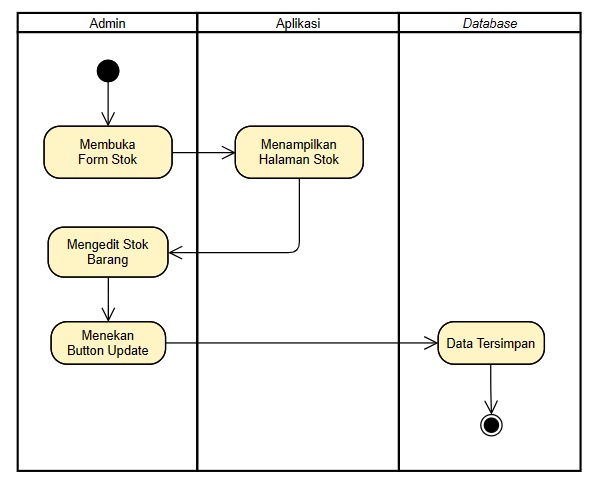 Admin
Aplikasi
Database
Membuka
Form Stok
Menampilkan
Halaman Stok
Mengedit Stok
Barang
Menekan
Button Update
Data Tersimpan